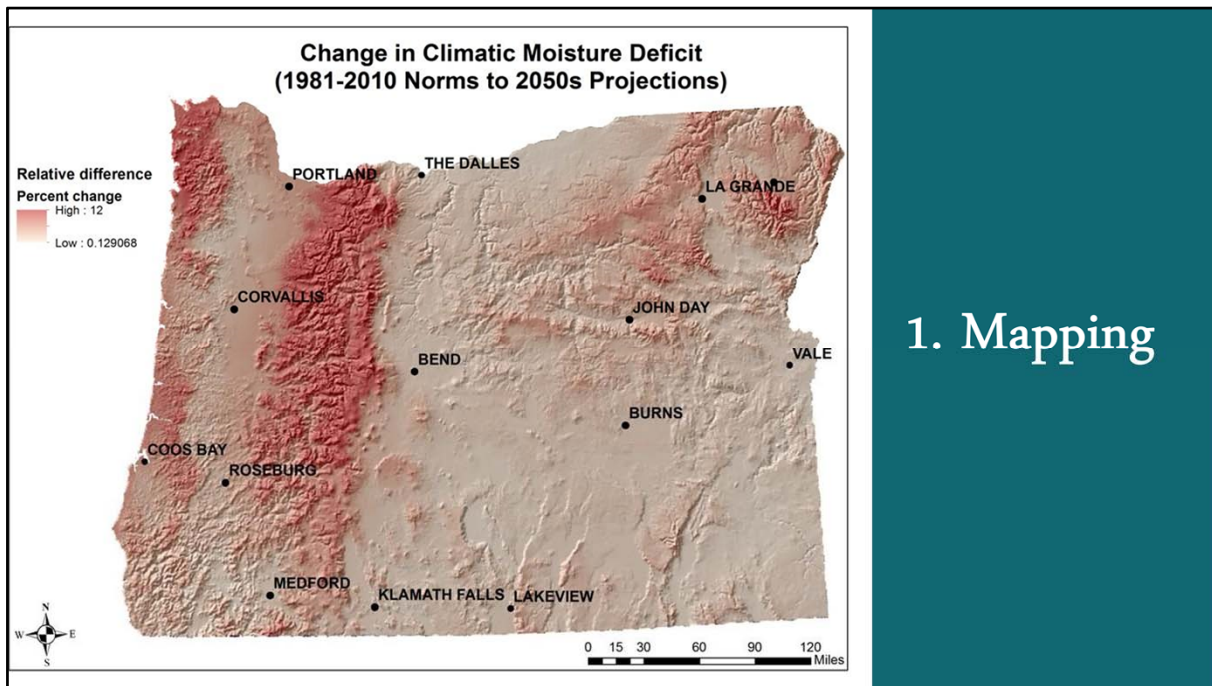 Change in Climatic Moisture Deficit
(1981-2010 Norms to 2050s Projections)
Relative difference
Percent change
High : 12
Low : 0.129068
PORTLAND
THE DALLES
LA GRANDE
CORVALLIS
JOHN DAY
BEND
VALE
BURNS
COOS BAY
ROSEBURG
MEDFORD
KLAMATH FALLS
LAKEVIEW
N
W
E
S
0 15 30 60 90 120
Miles
1. Mapping